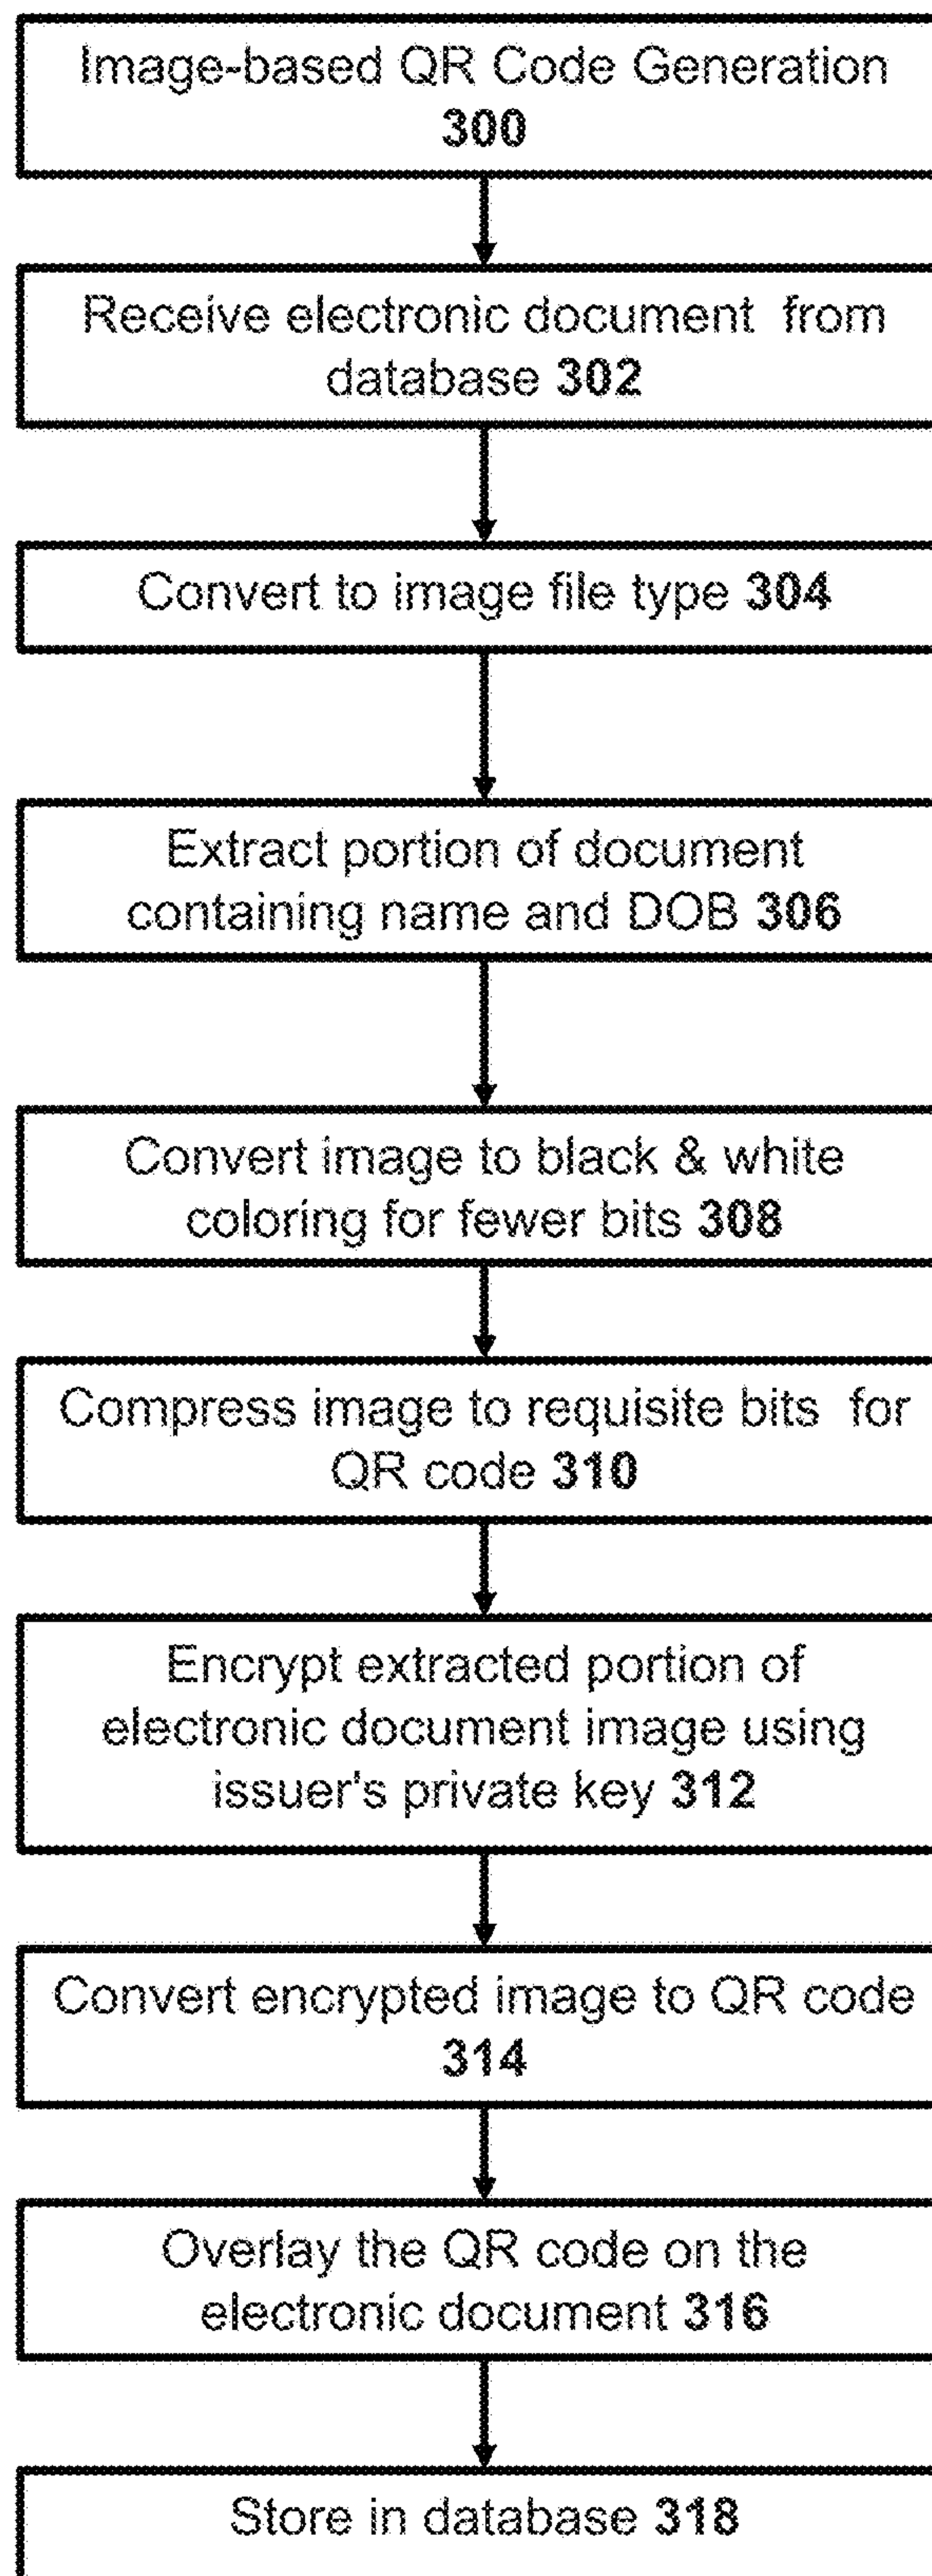 Image-based QR Code Generation
300
Receive electronic document from
database 302
Convert to image file type 304
Extract portion of document
containing name and DOB 306
Convert image to black & white
coloring for fewer bits 308
Compress image to requisite bits for
QR code 310
Encrypt extracted portion of
electronic document image using
issuer's private key 312
Convert encrypted image to QR code
314
Overlay the QR code on the
electronic document 316
Store in database 318